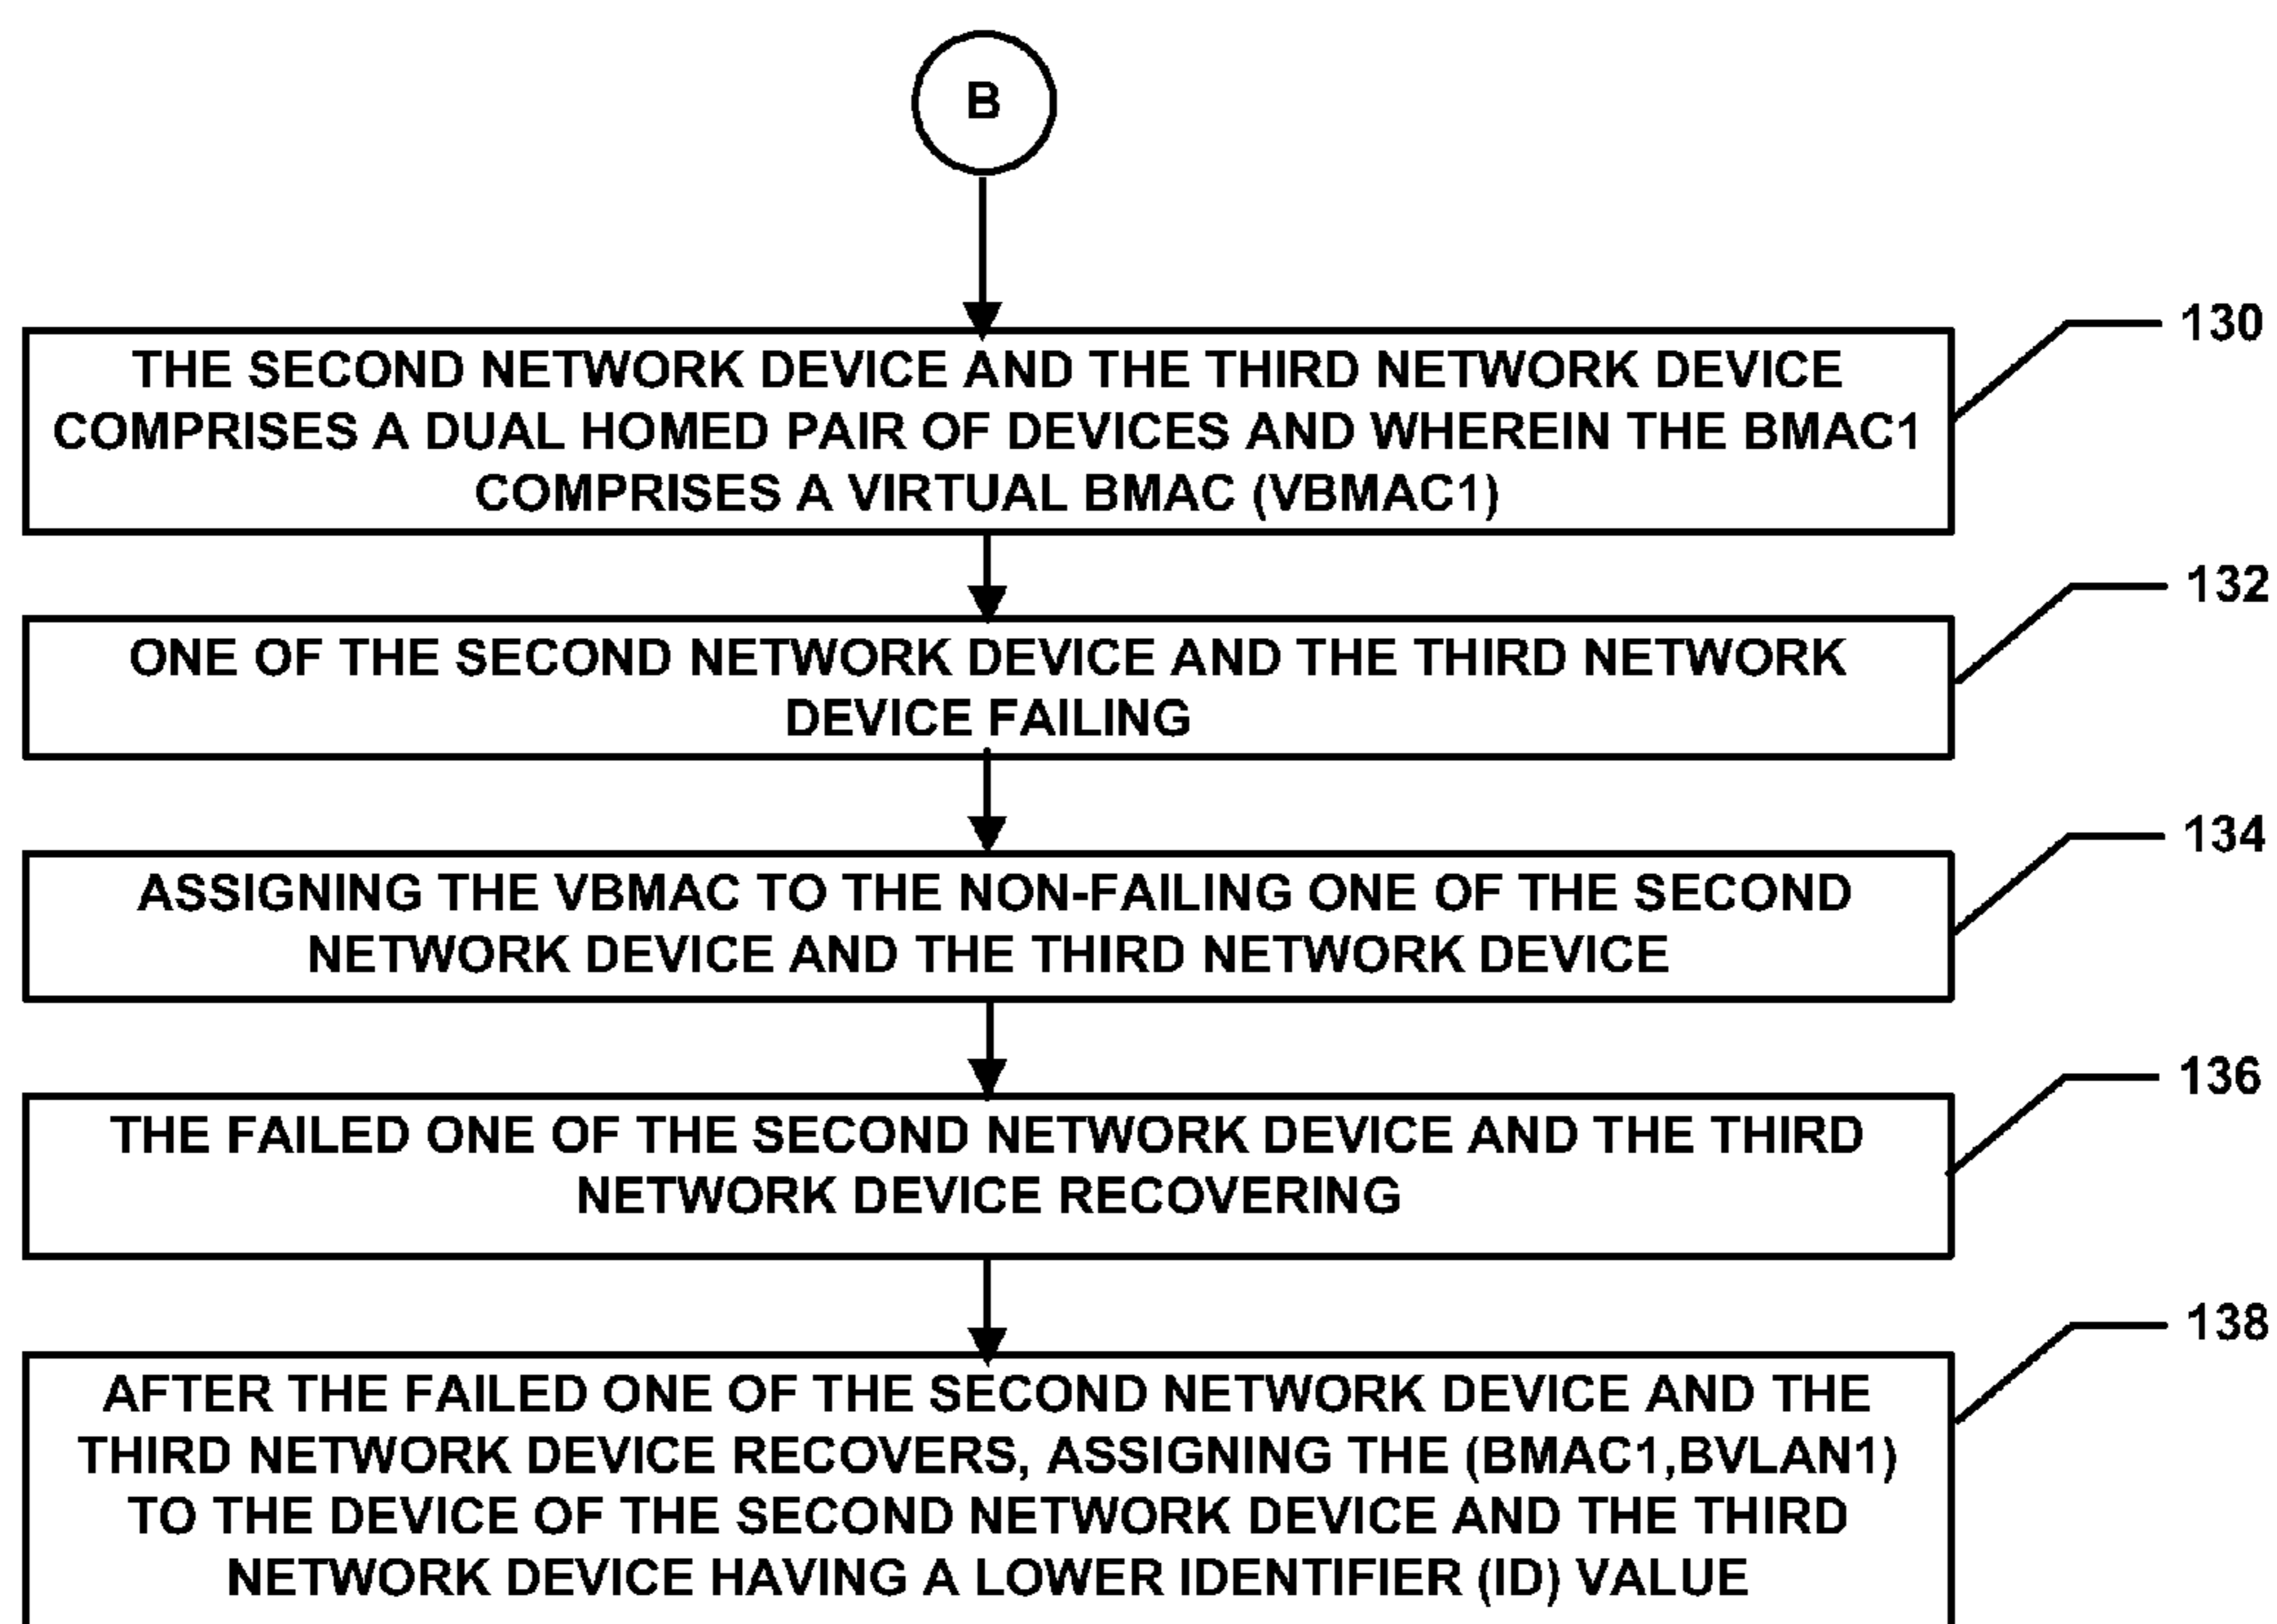 B
130
THE SECOND NETWORK DEVICE AND THE THIRD NETWORK DEVICE
COMPRISES A DUAL HOMED PAIR OF DEVICES AND WHEREIN THE BMAC1
COMPRISES A VIRTUAL BMAC (VBMAC1)
132
ONE OF THE SECOND NETWORK DEVICE AND THE THIRD NETWORK
DEVICE FAILING
134
ASSIGNING THE VBMAC TO THE NON-FAILING ONE OF THE SECOND
NETWORK DEVICE AND THE THIRD NETWORK DEVICE
136
THE FAILED ONE OF THE SECOND NETWORK DEVICE AND THE THIRD
NETWORK DEVICE RECOVERING
138
AFTER THE FAILED ONE OF THE SECOND NETWORK DEVICE AND THE
THIRD NETWORK DEVICE RECOVERS, ASSIGNING THE (BMAC1,BVLAN1)
TO THE DEVICE OF THE SECOND NETWORK DEVICE AND THE THIRD
NETWORK DEVICE HAVING A LOWER IDENTIFIER (ID) VALUE